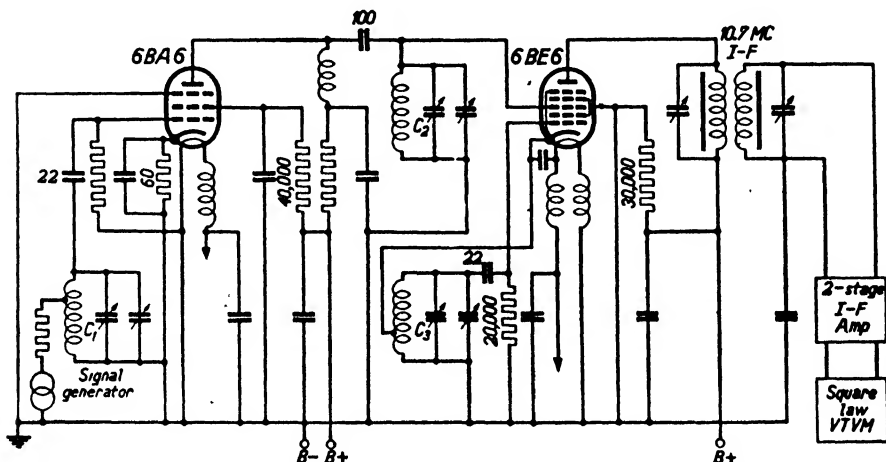 100
6BA6
6BE6
10.7 MC
I-F
C₂
22
60
40,000
30,000
22
C₁
C₃
20,000
2-stage
I-F
Amp
Signal
generator
Square
law
VTVM
B-
B+
B+